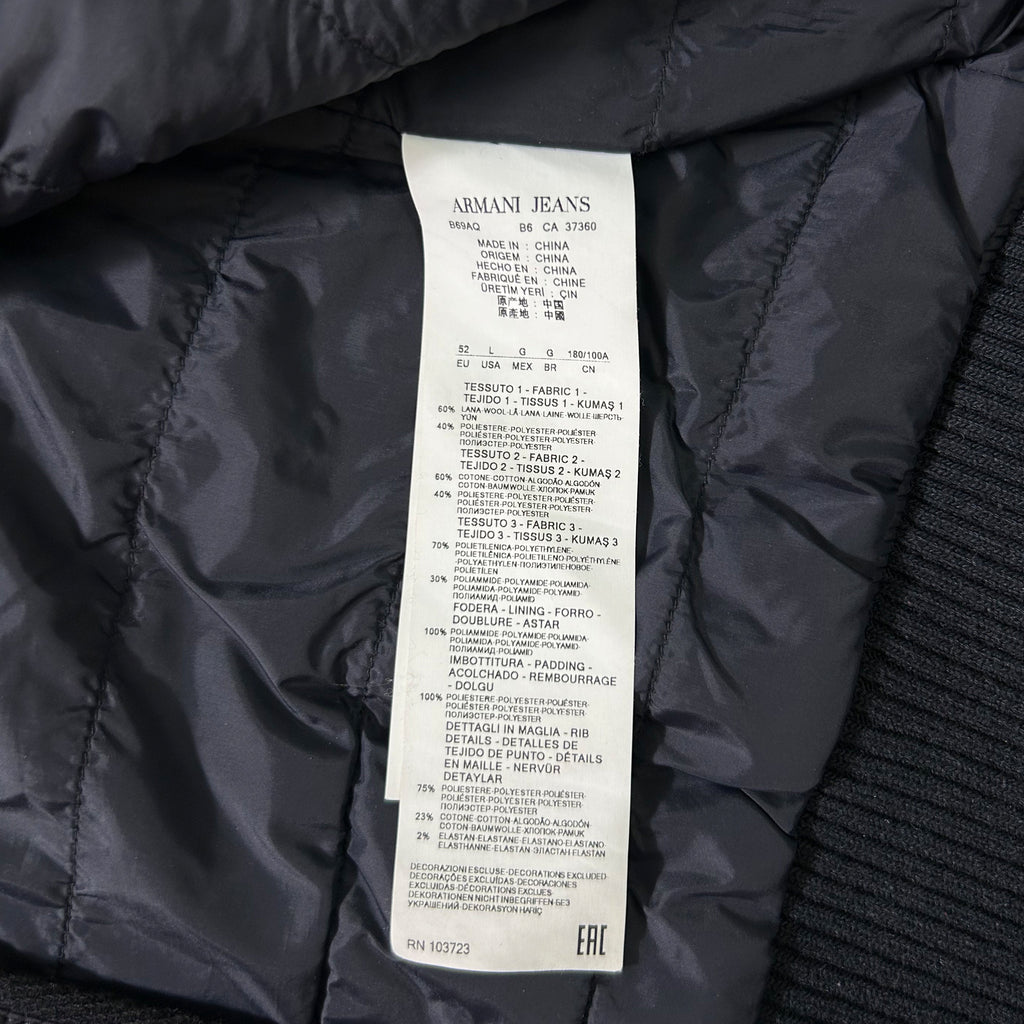 ARMANI JEANS
B69AQ B6 CA 37360
MADE IN : CHINA
ORIGEM : CHINA
HECHO EN : CHINA
FABRIQUÉ EN : CHINE
ÜRETİM YERİ : ÇIN
原产地 : 中国
原產地 : 中國
52 L G G 180/100A
EU USA MEX BR CN
TESSUTO 1 - FABRIC 1 -
TEJIDO 1 - TISSUS 1 - KUMAŞ 1
60% LANA·WOOL·LÃ·LANA·LAINE·WOLLE·ШЕРСТЬ·
YÜN
40% POLIESTERE·POLYESTER·POLIÉSTER·
POLIÉSTER·POLYESTER·POLYESTER·
ПОЛИЭСТЕР·POLYESTER
TESSUTO 2 - FABRIC 2 -
TEJIDO 2 - TISSUS 2 - KUMAŞ 2
60% COTONE·COTTON·ALGODÃO·ALGODÓN
COTON·BAUMWOLLE·ХЛОПОК·PAMUK
40% POLIESTERE·POLYESTER·POLIÉSTER·
POLIÉSTER·POLYESTER·POLYESTER·
ПОЛИЭСТЕР·POLYESTER
TESSUTO 3 - FABRIC 3 -
TEJIDO 3 - TISSUS 3 - KUMAŞ 3
70% POLIETILENICA·POLYETHYLENE·
POLIETILÊNICA·POLIETILENO·POLYÉTHYLÈNE
·POLYAETHYLEN·ПОЛИЭТИЛЕНОВОЕ·
POLİETİLEN
30% POLIAMMIDE·POLYAMIDE·POLIAMIDA·
POLIAMIDA·POLYAMIDE·POLYAMID·
ПОЛИАМИД·POLİAMİD
FODERA - LINING - FORRO -
DOUBLURE - ASTAR
100% POLIAMMIDE·POLYAMIDE·POLIAMIDA·
POLIAMIDA·POLYAMIDE·POLYAMID·
ПОЛИАМИД·POLİAMİD
IMBOTTITURA - PADDING -
ACOLCHADO - REMBOURRAGE
- DOLGU
100% POLIESTERE·POLYESTER·POLIÉSTER·
POLIÉSTER·POLYESTER·POLYESTER·
ПОЛИЭСТЕР·POLYESTER
DETTAGLI IN MAGLIA - RIB
DETAILS - DETALLES DE
TEJIDO DE PUNTO - DÉTAILS
EN MAILLE - NERVÜR
DETAYLAR
75% POLIESTERE·POLYESTER·POLIÉSTER·
POLIÉSTER·POLYESTER·POLYESTER·
ПОЛИЭСТЕР·POLYESTER
23% COTONE·COTTON·ALGODÃO·ALGODÓN·
COTON·BAUMWOLLE·ХЛОПОК·PAMUK
2% ELASTAN·ELASTANE·ELASTANO·ELASTANO·
ELASTHANNE·ELASTAN·ЭЛАСТАН·ELASTAN
DECORAZIONI ESCLUSE·DECORATIONS EXCLUDED·
DECORAÇÕES EXCLUÍDAS·DECORACIONES
EXCLUIDAS·DÉCORATIONS EXCLUES·
DEKORATIONEN NICHT INBEGRIFFEN·БЕЗ
УКРАШЕНИЙ·DEKORASYON HARİÇ
RN 103723 EAC